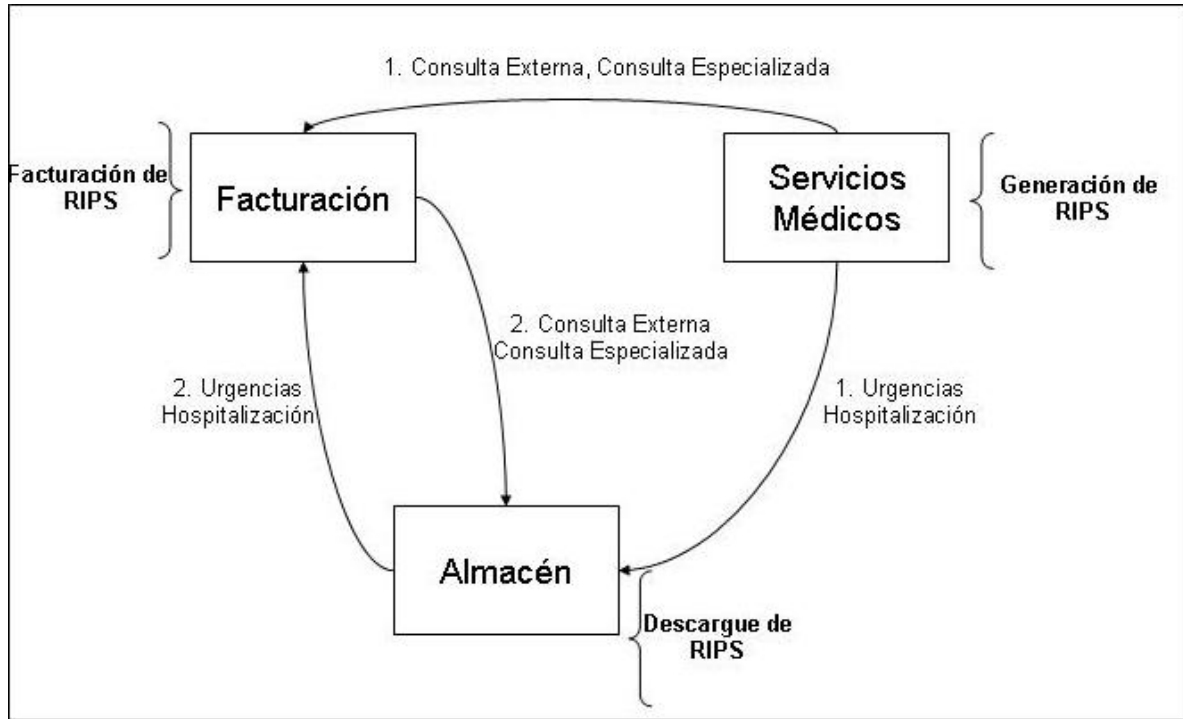 1. Consulta Externa, Consulta Especializada
Facturación de
RIPS
Facturación
Servicios
Médicos
Generación de
RIPS
2. Consulta Externa
Consulta Especializada
2. Urgencias
Hospitalización
1. Urgencias
Hospitalización
Almacén
Descargue de
RIPS